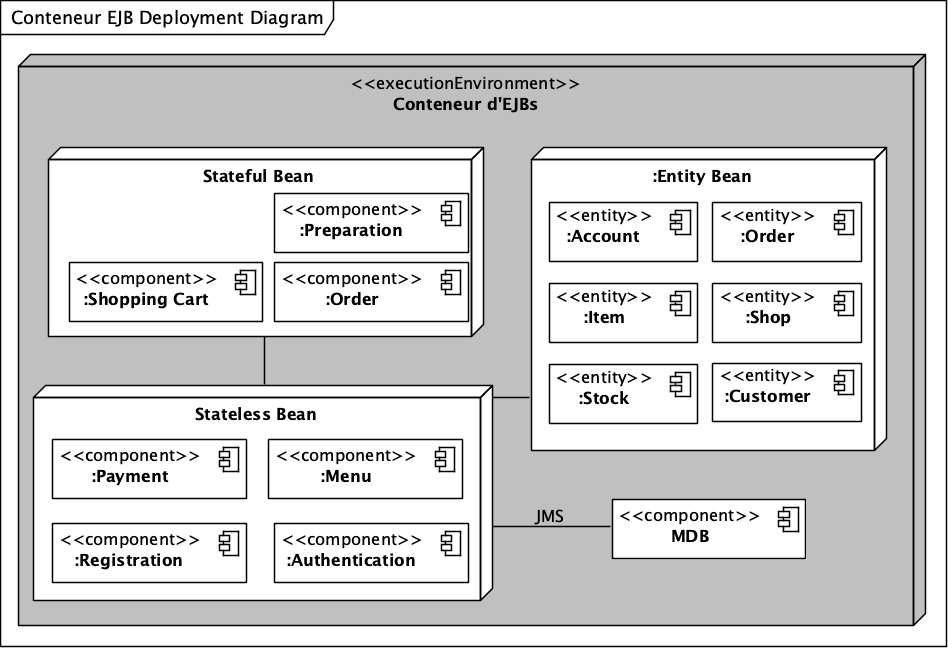 Conteneur EJB Deployment Diagram
<<executionEnvironment>>
Conteneur d'EJBs
Stateful Bean
<<component>>
:Preparation
<<component>>
:Shopping Cart
<<component>>
:Order
:Entity Bean
<<entity>>
:Account
<<entity>>
:Order
<<entity>>
:Item
<<entity>>
:Shop
<<entity>>
:Stock
<<entity>>
:Customer
Stateless Bean
<<component>>
:Payment
<<component>>
:Menu
<<component>>
:Registration
<<component>>
:Authentication
JMS
<<component>>
MDB